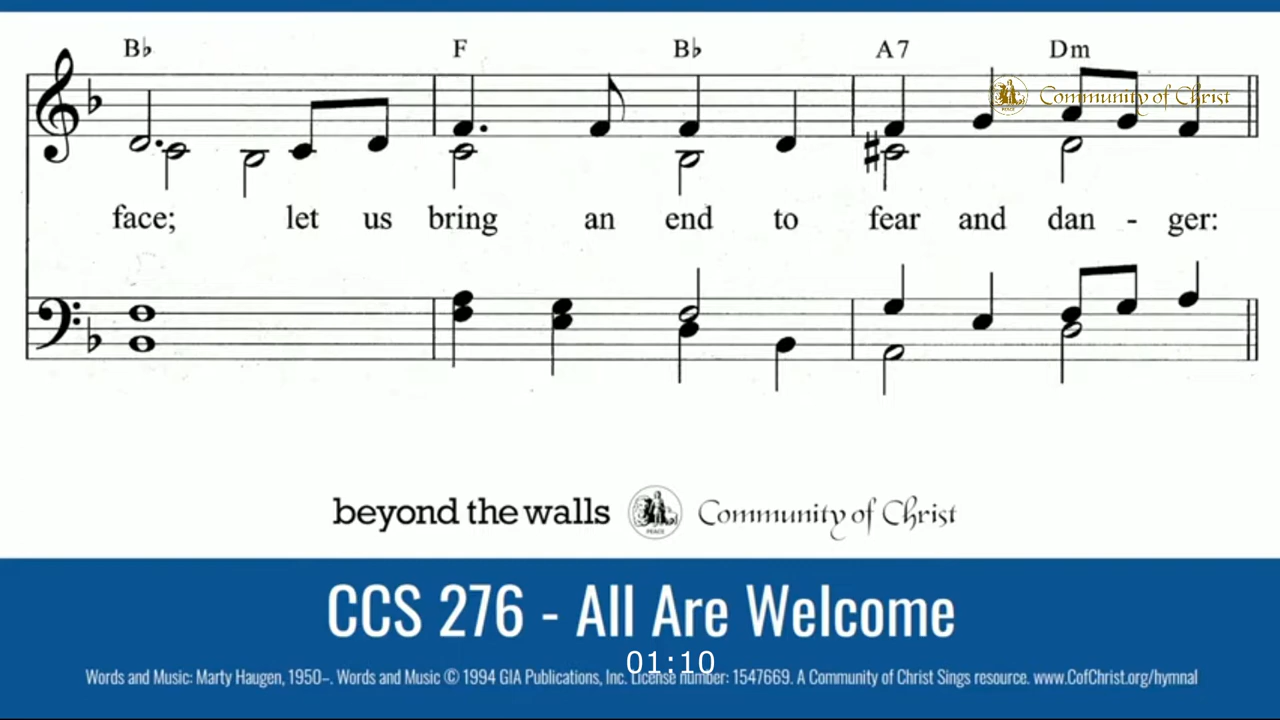 B♭ F B♭ A7 Dm
Community of Christ
face; let us bring an end to fear and dan - ger:
beyond the walls PEACE Community of Christ
CCS 276 - All Are Welcome
01:10
Words and Music: Marty Haugen, 1950–. Words and Music © 1994 GIA Publications, Inc. License number: 1547669. A Community of Christ Sings resource. www.CofChrist.org/hymnal